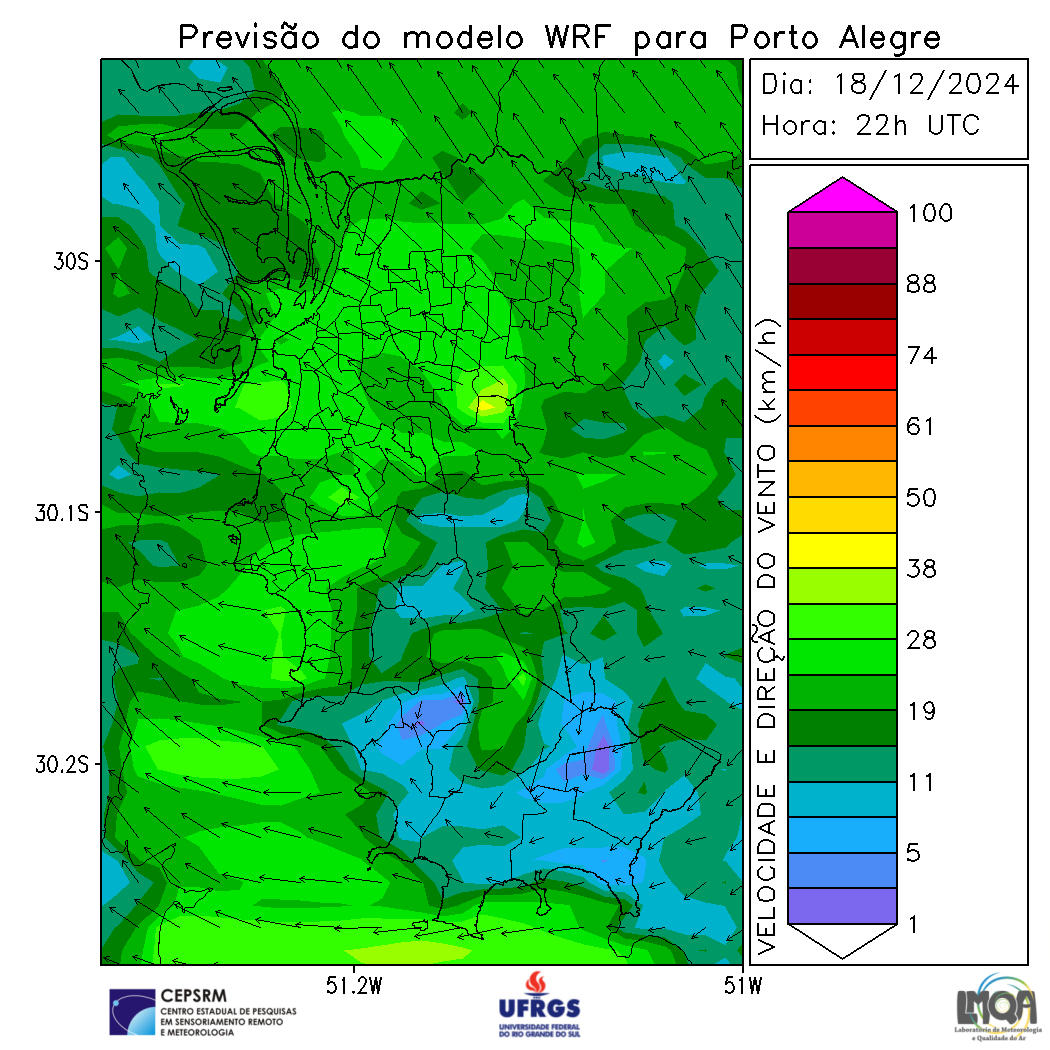 Previsão do modelo WRF para Porto Alegre
Dia: 18/12/2024
Hora: 22h UTC
30S
30.1S
30.2S
51.2W
51W
VELOCIDADE E DIREÇÃO DO VENTO (km/h)
100
88
74
61
50
38
28
19
11
5
1
CEPSRM
CENTRO ESTADUAL DE PESQUISAS
EM SENSORIAMENTO REMOTO
E METEOROLOGIA
UFRGS
UNIVERSIDADE FEDERAL
DO RIO GRANDE DO SUL
LMQA
Laboratório de Meteorologia
e Qualidade do Ar